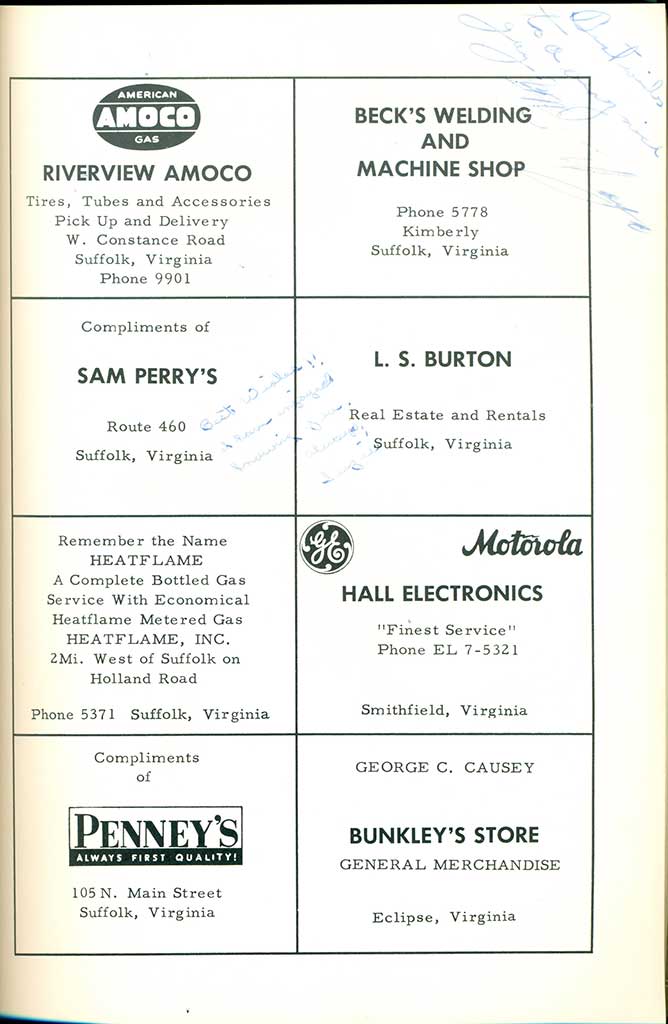 AMERICAN
AMOCO
GAS
RIVERVIEW AMOCO
Tires, Tubes and Accessories
Pick Up and Delivery
W. Constance Road
Suffolk, Virginia
Phone 9901
BECK'S WELDING
AND
MACHINE SHOP
Phone 5778
Kimberly
Suffolk, Virginia
Compliments of
SAM PERRY'S
Route 460
Suffolk, Virginia
Best Wishes!!
L. S. BURTON
Real Estate and Rentals
Suffolk, Virginia
Remember the Name
HEATFLAME
A Complete Bottled Gas
Service With Economical
Heatflame Metered Gas
HEATFLAME, INC.
2Mi. West of Suffolk on
Holland Road
Phone 5371 Suffolk, Virginia
GE
Motorola
HALL ELECTRONICS
"Finest Service"
Phone EL 7-5321
Smithfield, Virginia
Compliments
of
PENNEY'S
ALWAYS FIRST QUALITY!
105 N. Main Street
Suffolk, Virginia
GEORGE C. CAUSEY
BUNKLEY'S STORE
GENERAL MERCHANDISE
Eclipse, Virginia